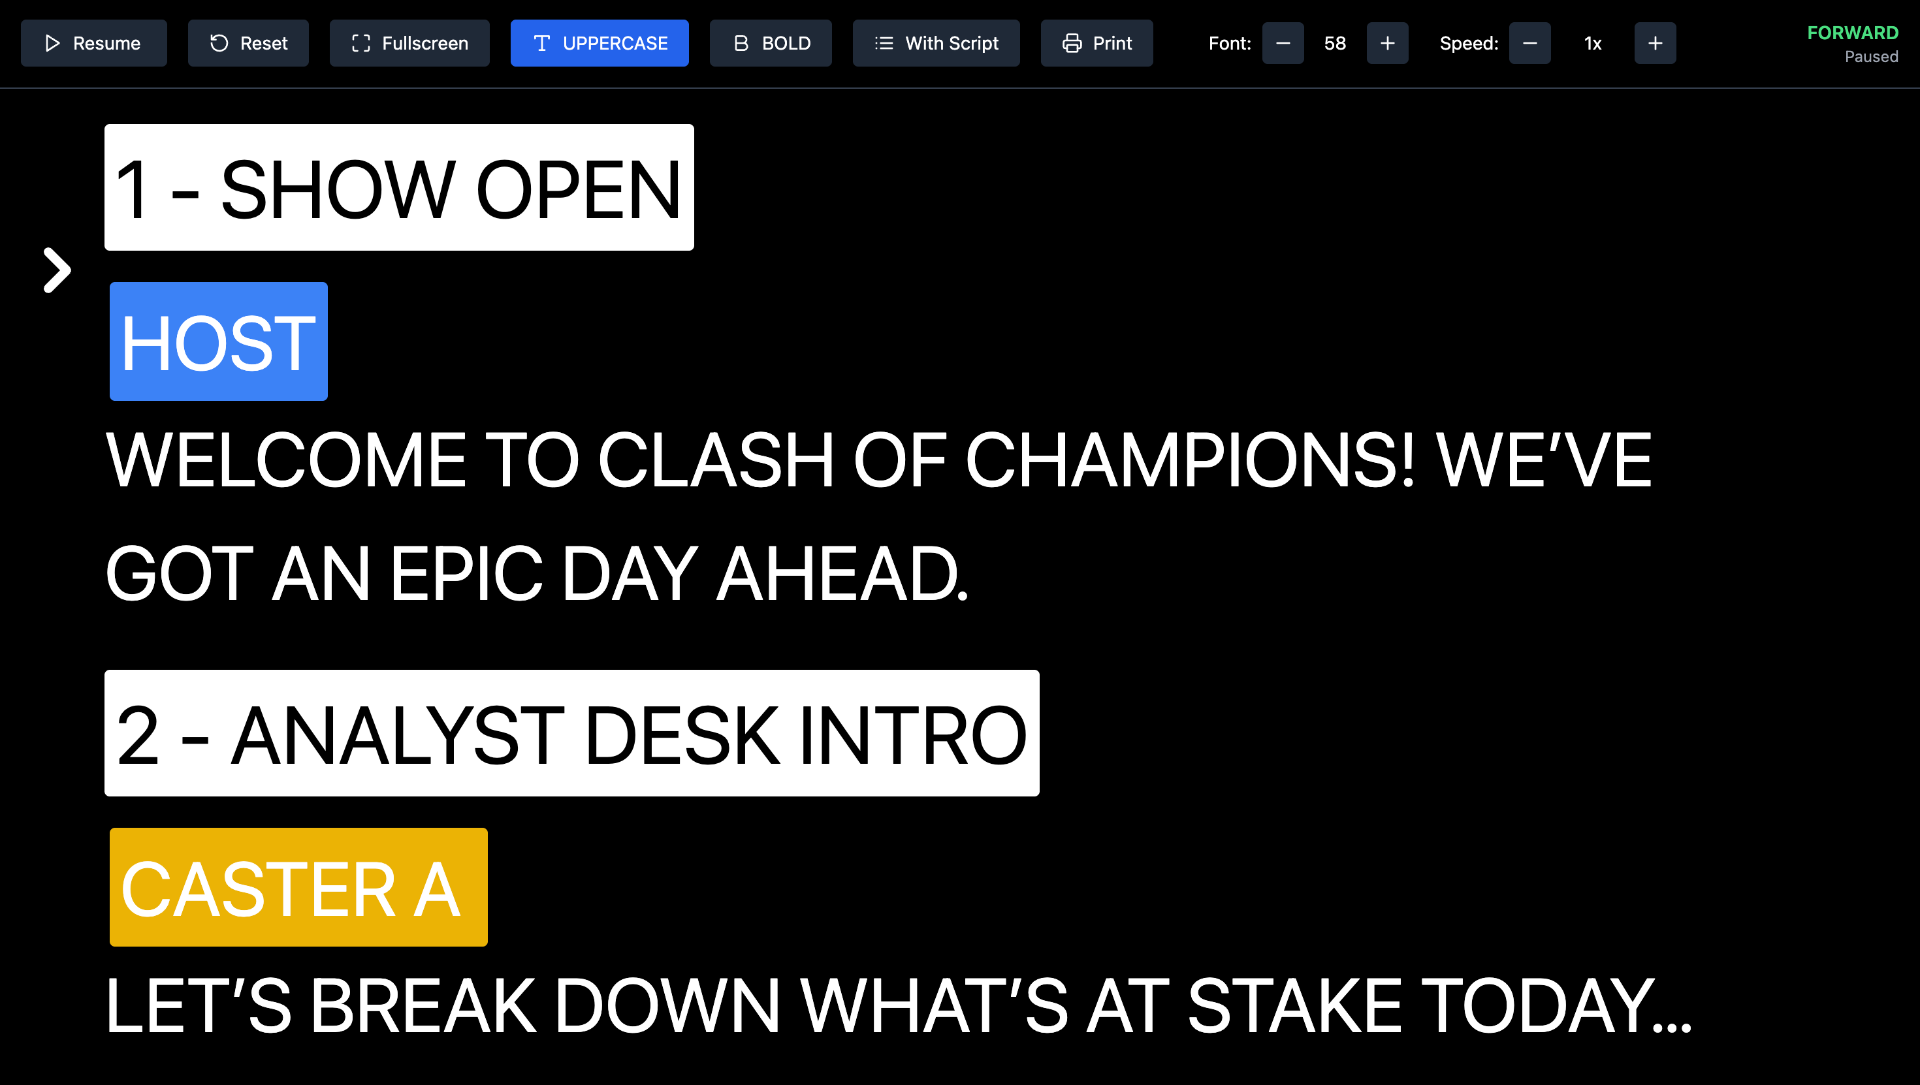 Resume Reset Fullscreen UPPERCASE BOLD With Script Print Font: 58 Speed: 1x FORWARD
Paused
1 - SHOW OPEN
HOST
WELCOME TO CLASH OF CHAMPIONS! WE’VE
GOT AN EPIC DAY AHEAD.
2 - ANALYST DESK INTRO
CASTER A
LET’S BREAK DOWN WHAT’S AT STAKE TODAY…